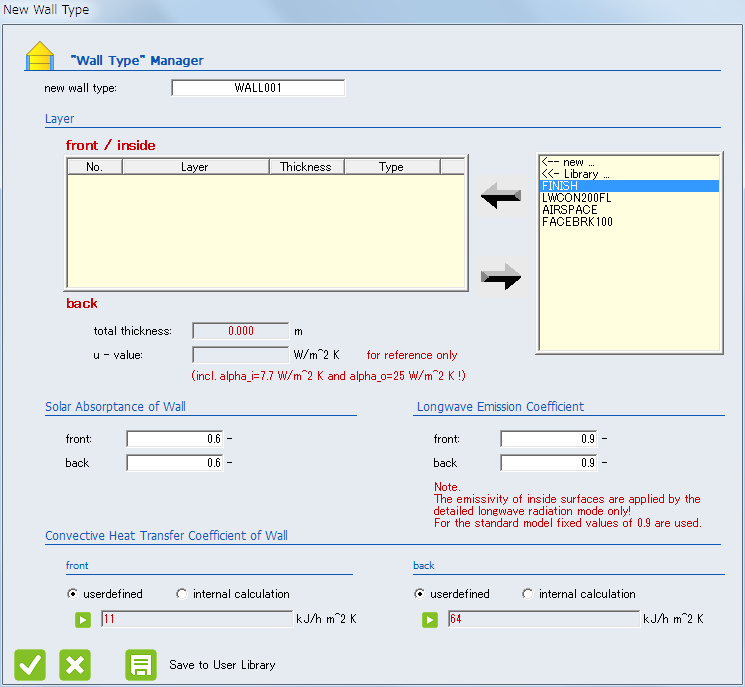 New Wall Type
"Wall Type" Manager
new wall type: WALL001
Layer
front / inside
No. Layer Thickness Type
<-- new ...
<<- Library ...
FINISH
LWCON200FL
AIRSPACE
FACEBRK100
back
total thickness: 0.000 m
u - value: W/m^2 K for reference only
(incl. alpha_i=7.7 W/m^2 K and alpha_o=25 W/m^2 K !)
Solar Absorptance of Wall
front: 0.6 -
back 0.6 -
Longwave Emission Coefficient
front: 0.9 -
back 0.9 -
Note.
The emissivity of inside surfaces are applied by the
detailed longwave radiation mode only!
For the standard model fixed values of 0.9 are used.
Convective Heat Transfer Coefficient of Wall
front
userdefined internal calculation
11 kJ/h m^2 K
back
userdefined internal calculation
64 kJ/h m^2 K
Save to User Library